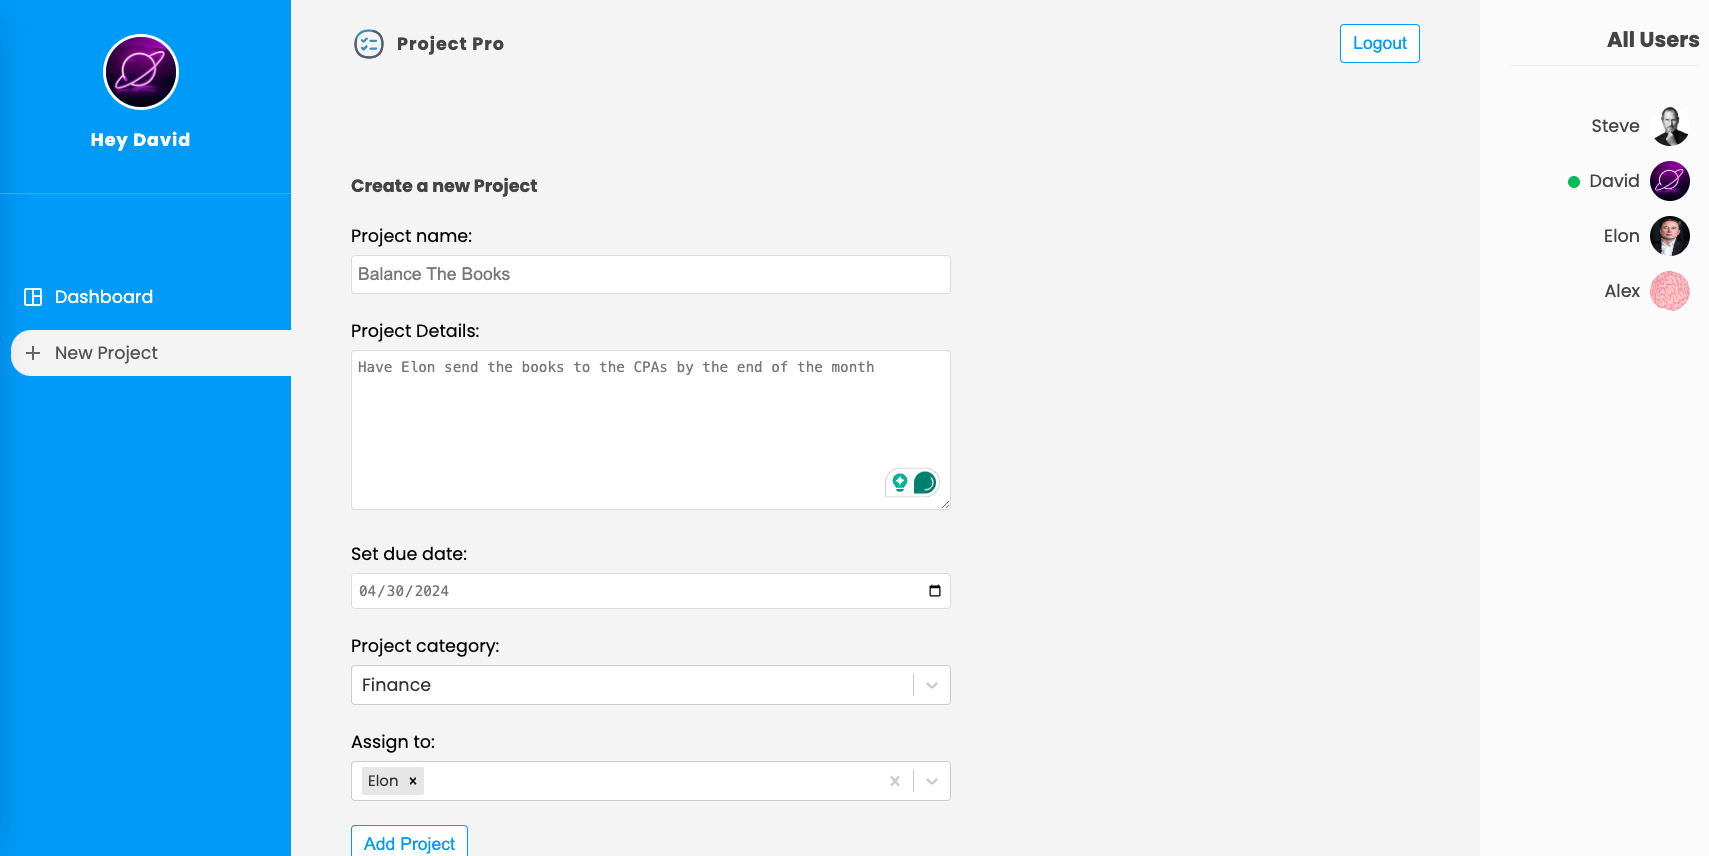 Hey David
Dashboard
New Project
Project Pro
Logout
Create a new Project
Project name:
Balance The Books
Project Details:
Have Elon send the books to the CPAs by the end of the month
Set due date:
04/30/2024
Project category:
Finance
Assign to:
Elon
Add Project
All Users
Steve
David
Elon
Alex